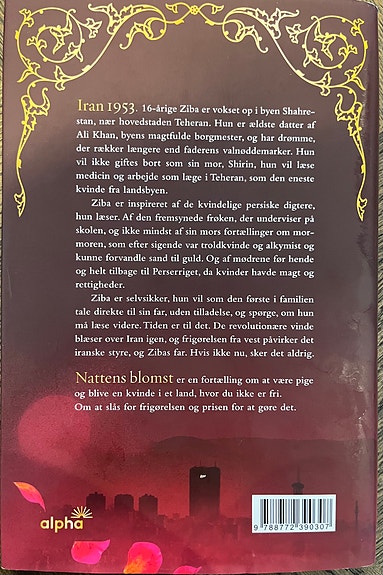 Iran 1953. 16-årige Ziba er vokset op i byen Shahre-
stan, nær hovedstaden Teheran. Hun er ældste datter af
Ali Khan, byens magtfulde borgmester, og har drømme,
der rækker længere end faderens valnøddemarker. Hun
vil ikke giftes bort som sin mor, Shirin, hun vil læse
medicin og arbejde som læge i Teheran, som den eneste
kvinde fra landsbyen.
Ziba er inspireret af de kvindelige persiske digtere,
hun læser. Af den fremsynede frøken, der underviser på
skolen, og ikke mindst af sin mors fortællinger om mor-
moren, som efter sigende var troldkvinde og alkymist og
kunne forvandle sand til guld. Og af mødrene før hende
og helt tilbage til Perserriget, da kvinder havde magt og
rettigheder.
Ziba er selvsikker, hun vil som den første i familien
tale direkte til sin far, uden tilladelse, og spørge, om hun
må læse videre. Tiden er til det. De revolutionære vinde
blæser over Iran igen, og frigørelsen fra vest påvirker det
iranske styre, og Zibas far. Hvis ikke nu, sker det aldrig.
Nattens blomst er en fortælling om at være pige
og blive en kvinde i et land, hvor du ikke er fri.
Om at slås for frigørelse og prisen for at gøre det.
alpha
9 788772 390307